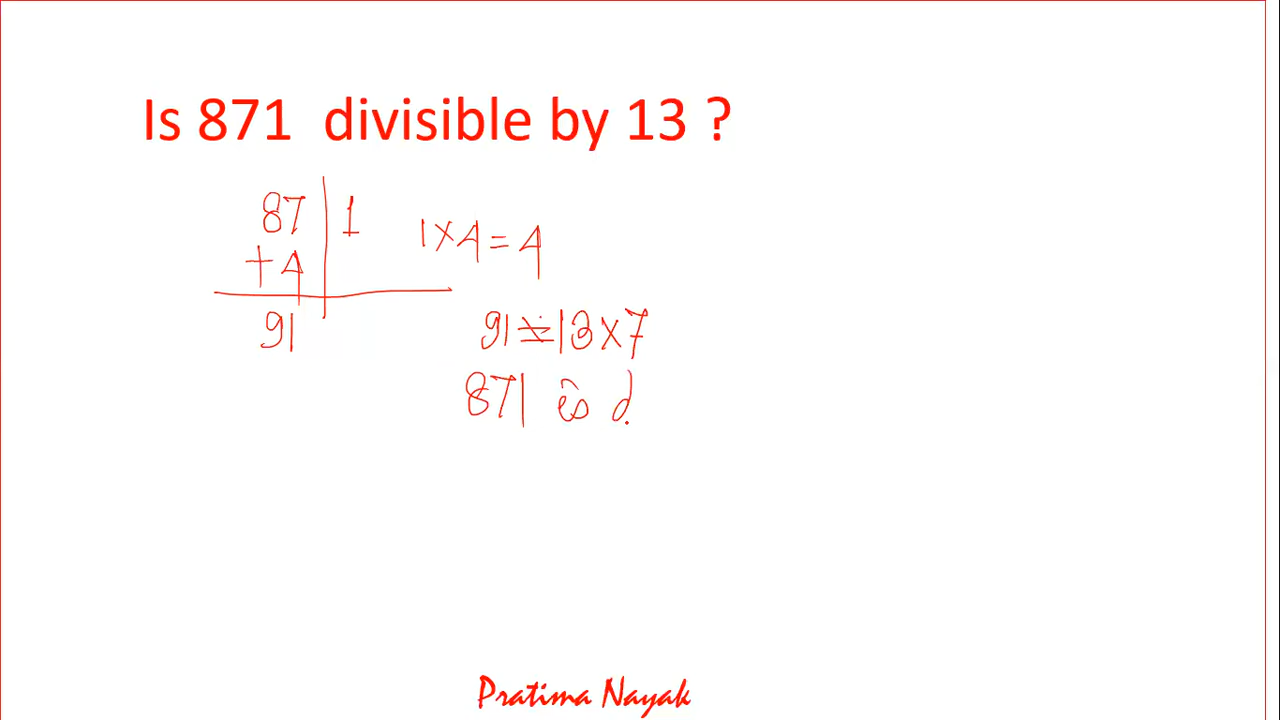 Is 871 divisible by 13 ?
87 | 1 1 × 4 = 4
+ 4
91
91 = 13 × 7
871 is d
Pratima Nayak